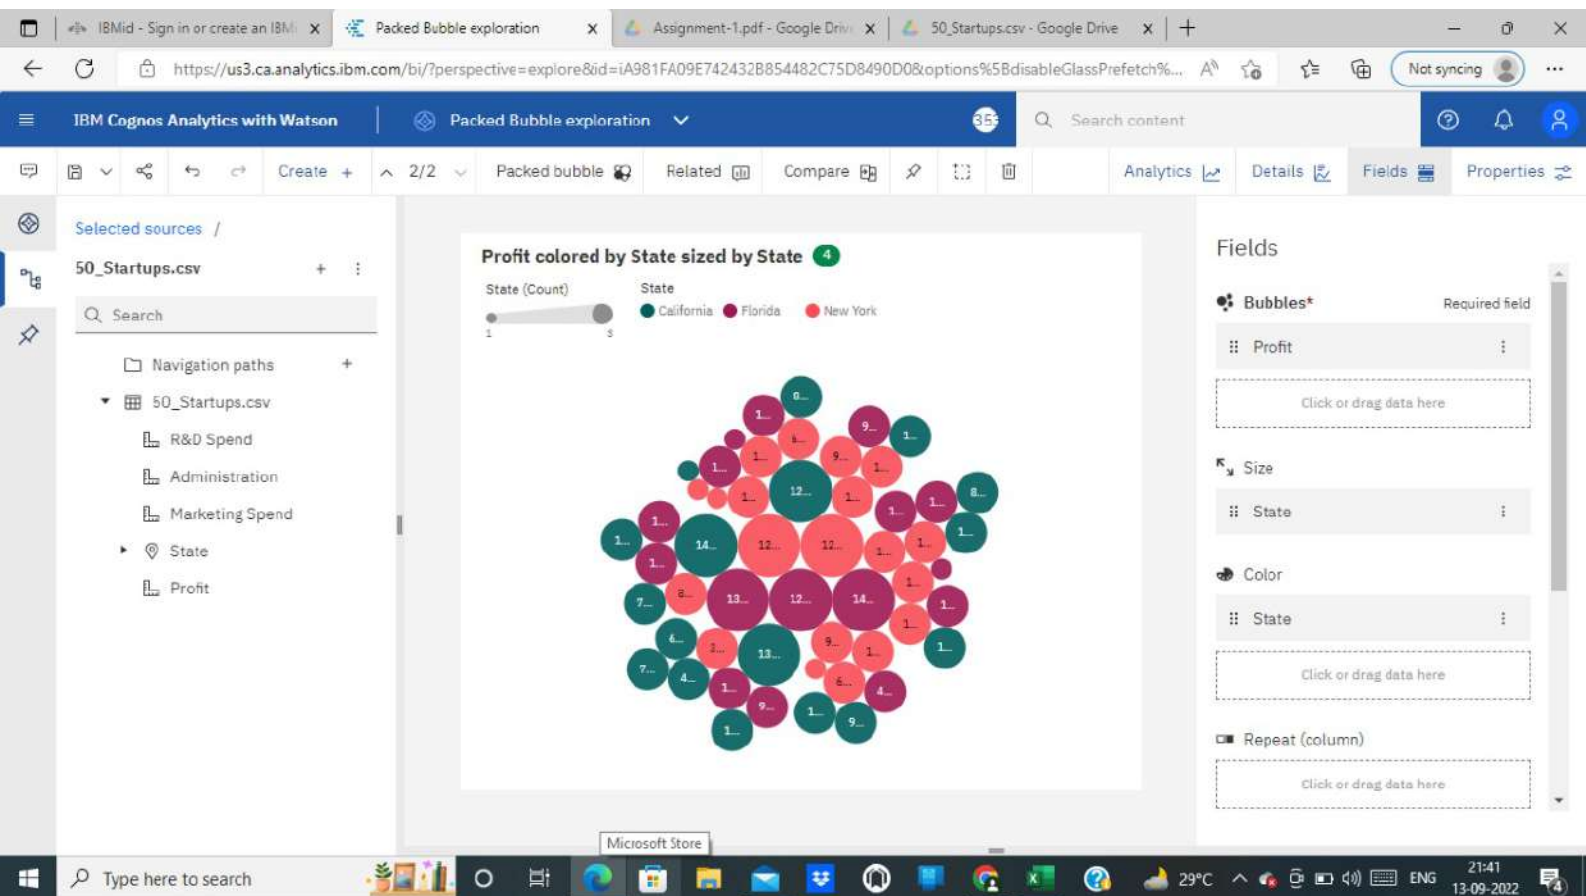 IBMid - Sign in or create an IBMi
Packed Bubble exploration
Assignment-1.pdf - Google Driv
50_Startups.csv - Google Drive
https://us3.ca.analytics.ibm.com/bi/?perspective=explore&id=iA981FA09E742432B854482C75D8490D0&options%5BdisableGlassPrefetch%...
Not syncing
IBM Cognos Analytics with Watson
Packed Bubble exploration
Search content
Create +
2/2
Packed bubble
Related
Compare
Analytics
Details
Fields
Properties
Selected sources /
50_Startups.csv
Search
Navigation paths
50_Startups.csv
R&D Spend
Administration
Marketing Spend
State
Profit
Profit colored by State sized by State 4
State (Count)
1
3
State
California
Florida
New York
Fields
Bubbles*
Required field
Profit
Click or drag data here
Size
State
Color
State
Click or drag data here
Repeat (column)
Click or drag data here
Microsoft Store
Type here to search
29°C
ENG
21:41
13-09-2022
4